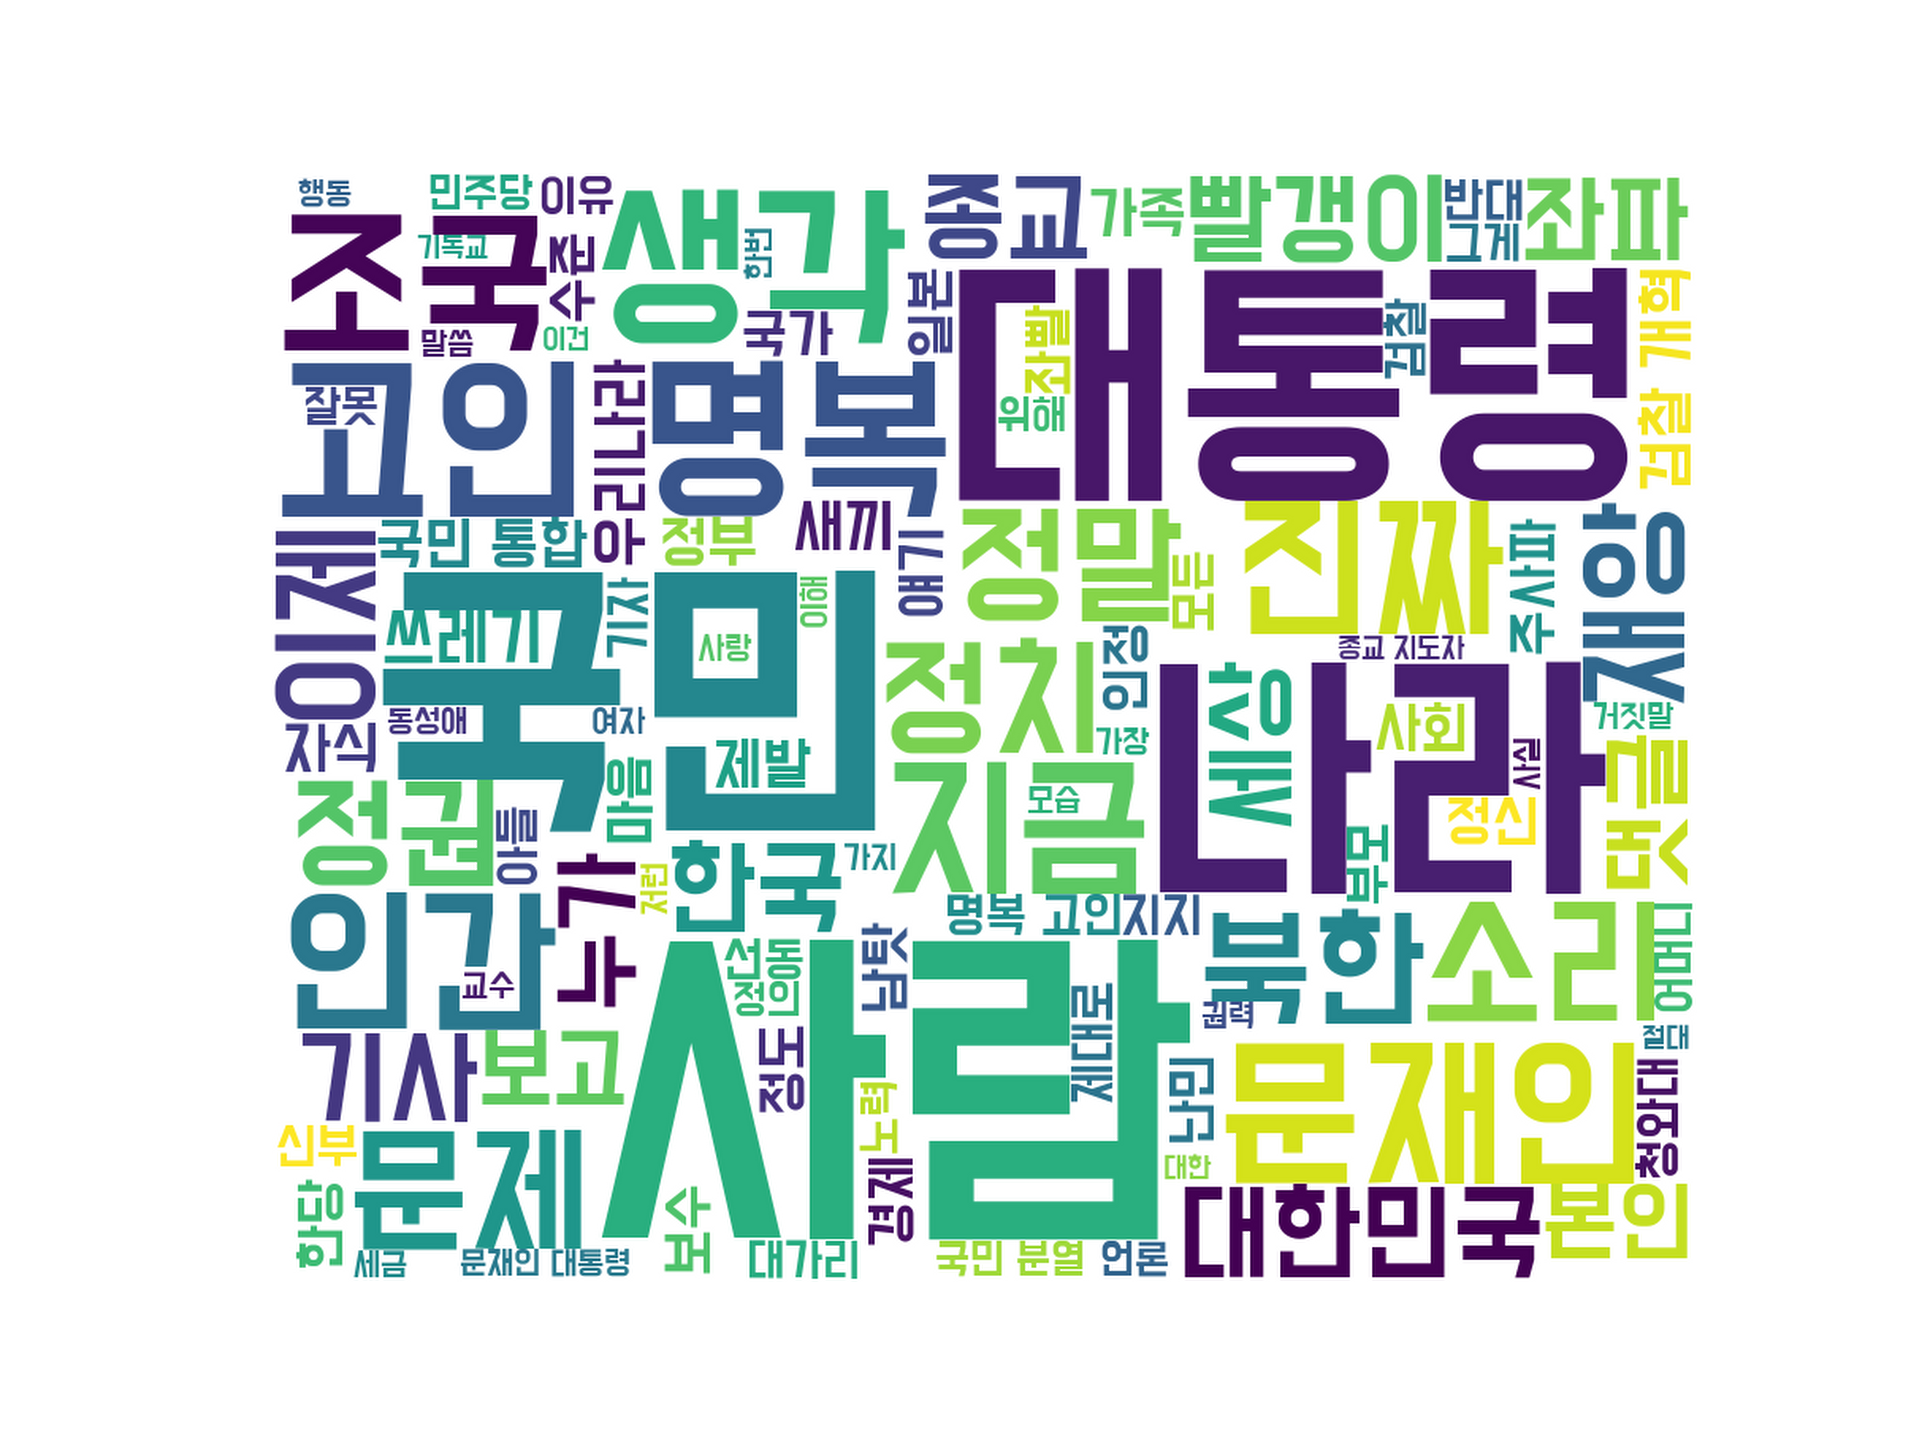 행동
민주당
이유
생각
종교
가족
빨갱이
반대
그게
좌파
조국
기독교
수준
한번
말씀
이건
국가
일본
대통령
좌빨
위해
검찰
검찰 개혁
고인
잘못
우리나라
명복
이제
국민 통합
정부
새끼
얘기
정말
모든
진짜
주사파
재앙
국민
쓰레기
기자
사랑
이해
정치
인정
종교 지도자
나라
세상
사회
사실
거짓말
자식
동성애
여자
제발
가장
정권
아들
마음
지금
모습
정신
부모
댓글
누가
저런
한국
가지
인간
교수
명복 고인
지지
북한
소리
어머니
사람
선동
정의
남탓
제대로
권력
절대
기사
보고
정도
노력
난민
문재인
청와대
신부
문제
한당
보수
경제
대한
대한민국
본인
세금
문재인 대통령
대가리
국민 분열
언론